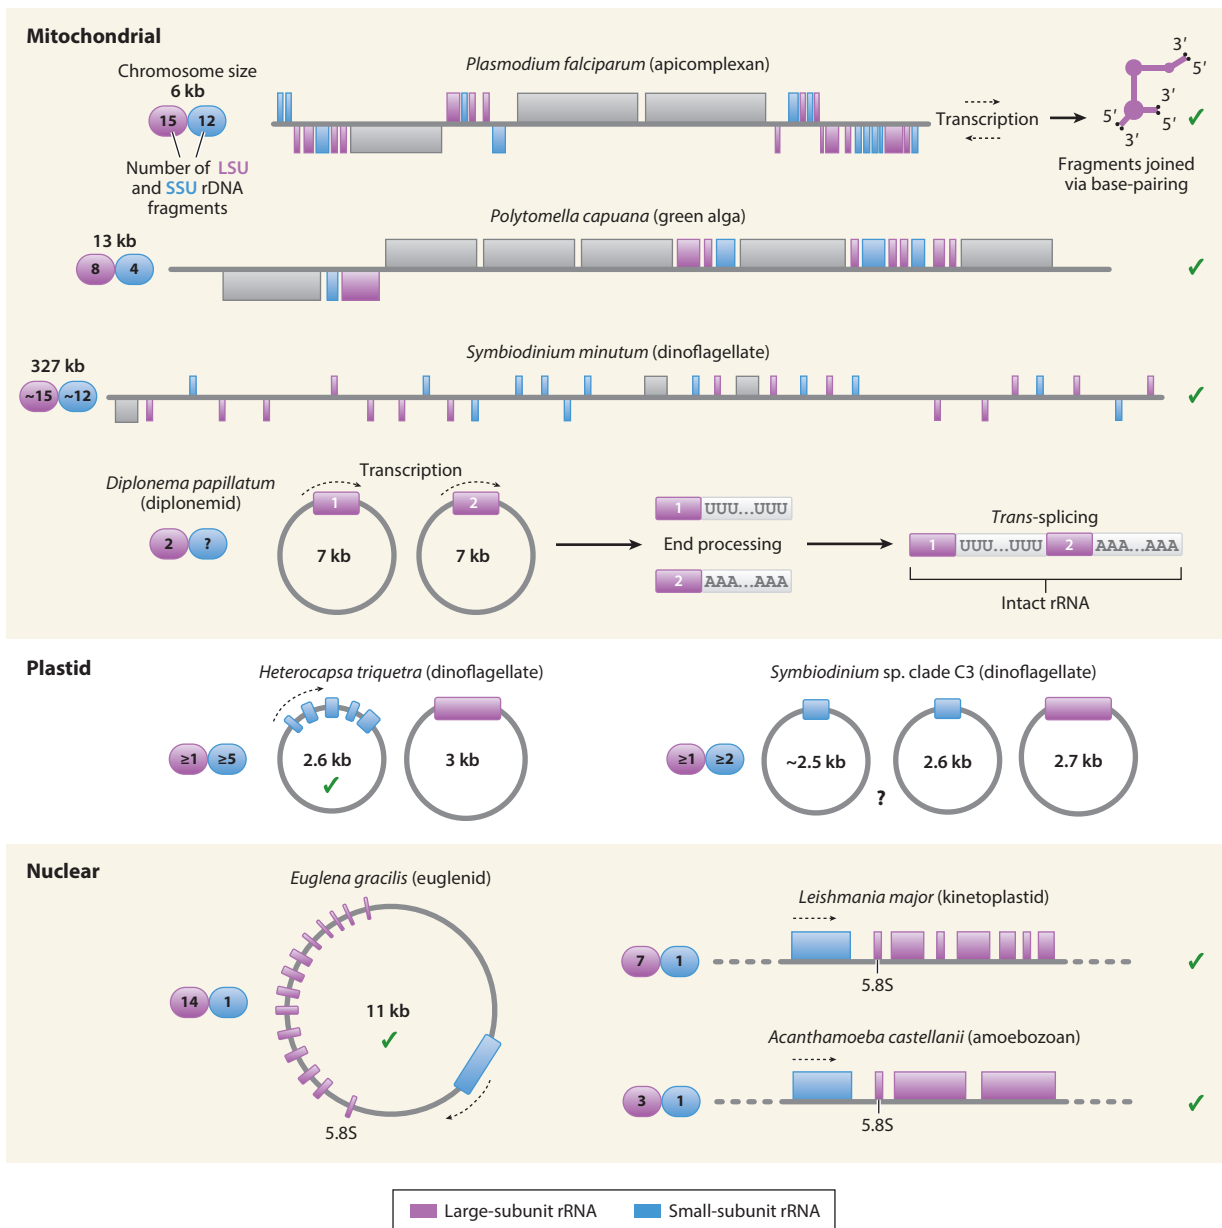 Mitochondrial
Chromosome size
6 kb
15 12
Number of LSU
and SSU rDNA
fragments
Plasmodium falciparum (apicomplexan)
Transcription
3′
5′
3′
5′
5′
3′
✓
Fragments joined
via base-pairing
Polytomella capuana (green alga)
13 kb
8 4
✓
Symbiodinium minutum (dinoflagellate)
327 kb
~15 ~12
✓
Diplonema papillatum
(diplonemid)
2 ?
Transcription
1
7 kb
2
7 kb
1 UUU...UUU
End processing
2 AAA...AAA
Trans-splicing
1 UUU...UUU 2 AAA...AAA
Intact rRNA
Plastid
Heterocapsa triquetra (dinoflagellate)
≥1 ≥5
2.6 kb
✓
3 kb
Symbiodinium sp. clade C3 (dinoflagellate)
≥1 ≥2
~2.5 kb
?
2.6 kb
2.7 kb
Nuclear
Euglena gracilis (euglenid)
14 1
11 kb
✓
5.8S
Leishmania major (kinetoplastid)
7 1
5.8S
✓
Acanthamoeba castellanii (amoebozoan)
3 1
5.8S
✓
Large-subunit rRNA Small-subunit rRNA